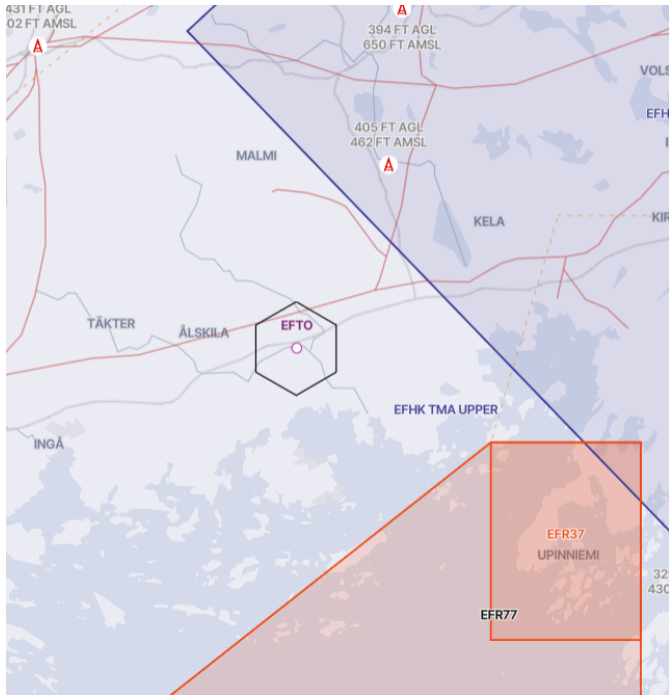 431 FT AGL
02 FT AMSL
394 FT AGL
650 FT AMSL
VOLS
405 FT AGL
462 FT AMSL
EFH
I
MALMI
KELA
KIR
EFTO
TÄKTER
ÅLSKILA
EFHK TMA UPPER
INGÅ
EFR37
UPINNIEMI
325
430
EFR77